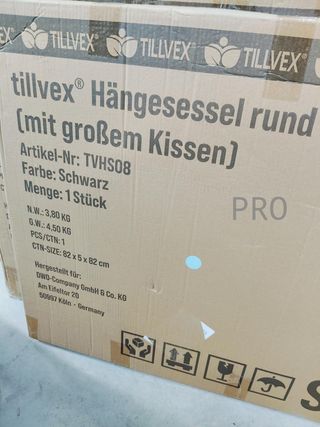 TILLVEX TILLVEX TILLVEX
tillvex® Hängesessel rund
(mit großem Kissen)
Artikel-Nr: TVHS08
Farbe: Schwarz
Menge: 1 Stück
PRO
N.W.: 3,80 KG
G.W.: 4,50 KG
PCS/CTN: 1
CTN-SIZE: 82 x 5 x 82 cm
Hergestellt für:
DWD-Company GmbH & Co. KG
Am Eifeltor 20
50997 Köln - Germany
S